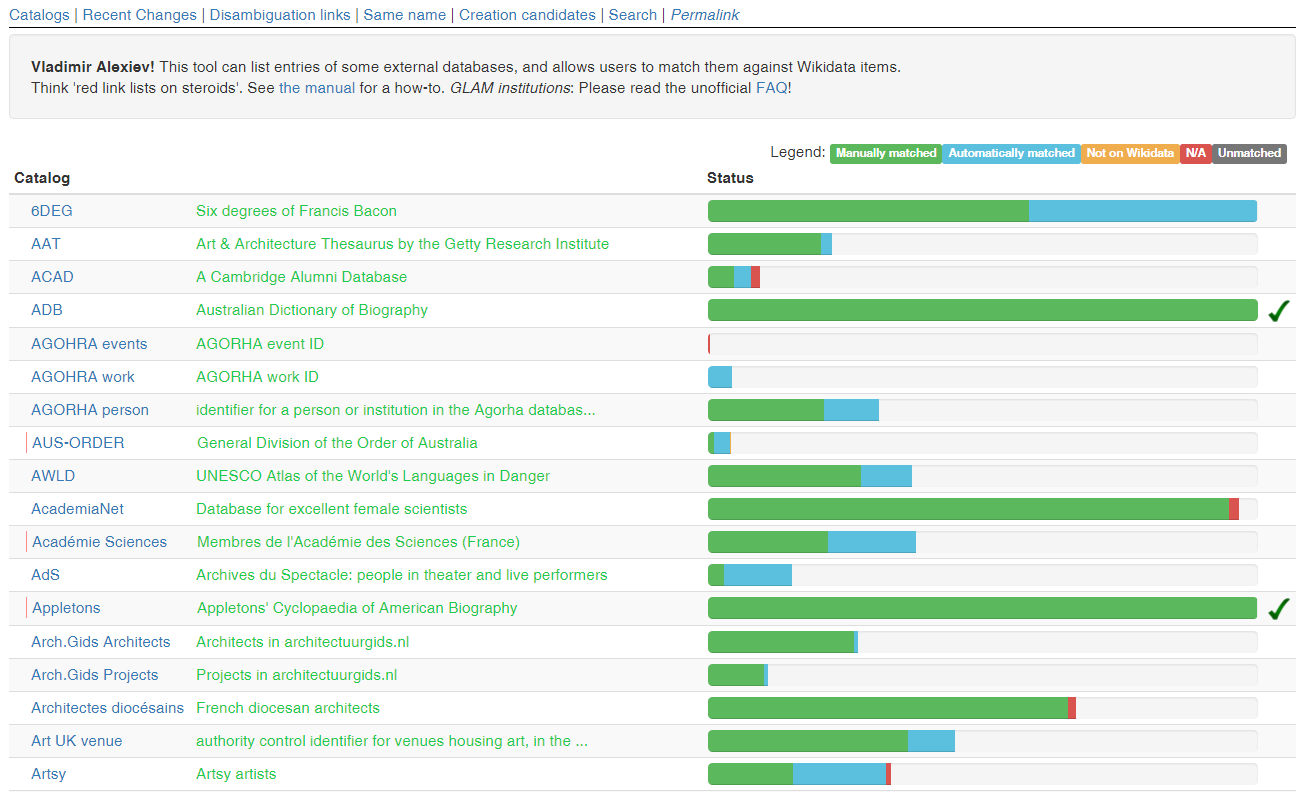 Catalogs | Recent Changes | Disambiguation links | Same name | Creation candidates | Search | Permalink
Vladimir Alexiev! This tool can list entries of some external databases, and allows users to match them against Wikidata items.
Think 'red link lists on steroids'. See the manual for a how-to. GLAM institutions: Please read the unofficial FAQ!
Legend: Manually matched Automatically matched Not on Wikidata N/A Unmatched
Catalog Status
6DEG Six degrees of Francis Bacon
AAT Art & Architecture Thesaurus by the Getty Research Institute
ACAD A Cambridge Alumni Database
ADB Australian Dictionary of Biography
AGOHRA events AGORHA event ID
AGOHRA work AGORHA work ID
AGORHA person identifier for a person or institution in the Agorha databas...
AUS-ORDER General Division of the Order of Australia
AWLD UNESCO Atlas of the World's Languages in Danger
AcademiaNet Database for excellent female scientists
Académie Sciences Membres de l'Académie des Sciences (France)
AdS Archives du Spectacle: people in theater and live performers
Appletons Appletons' Cyclopaedia of American Biography
Arch.Gids Architects Architects in architectuurgids.nl
Arch.Gids Projects Projects in architectuurgids.nl
Architectes diocésains French diocesan architects
Art UK venue authority control identifier for venues housing art, in the ...
Artsy Artsy artists